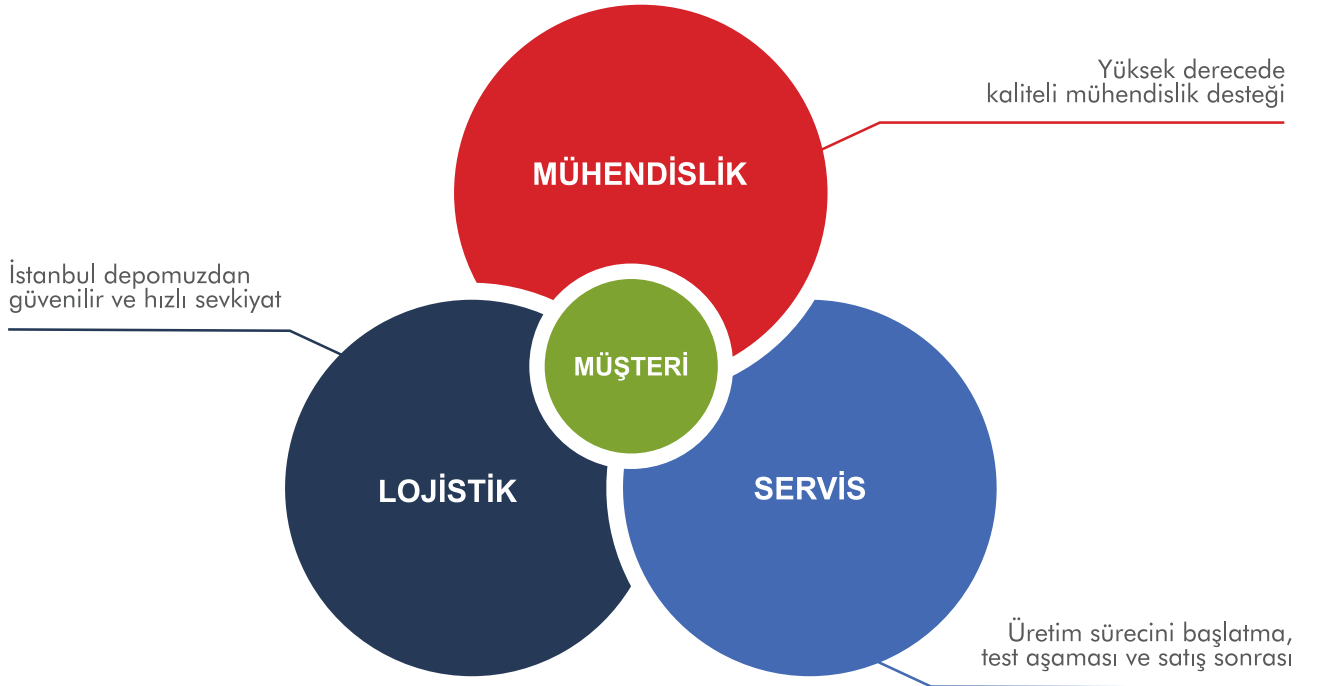 Yüksek derecede
kaliteli mühendislik desteği
MÜHENDİSLİK
İstanbul depomuzdan
güvenilir ve hızlı sevkiyat
MÜŞTERİ
LOJİSTİK
SERVİS
Üretim sürecini başlatma,
test aşaması ve satış sonrası